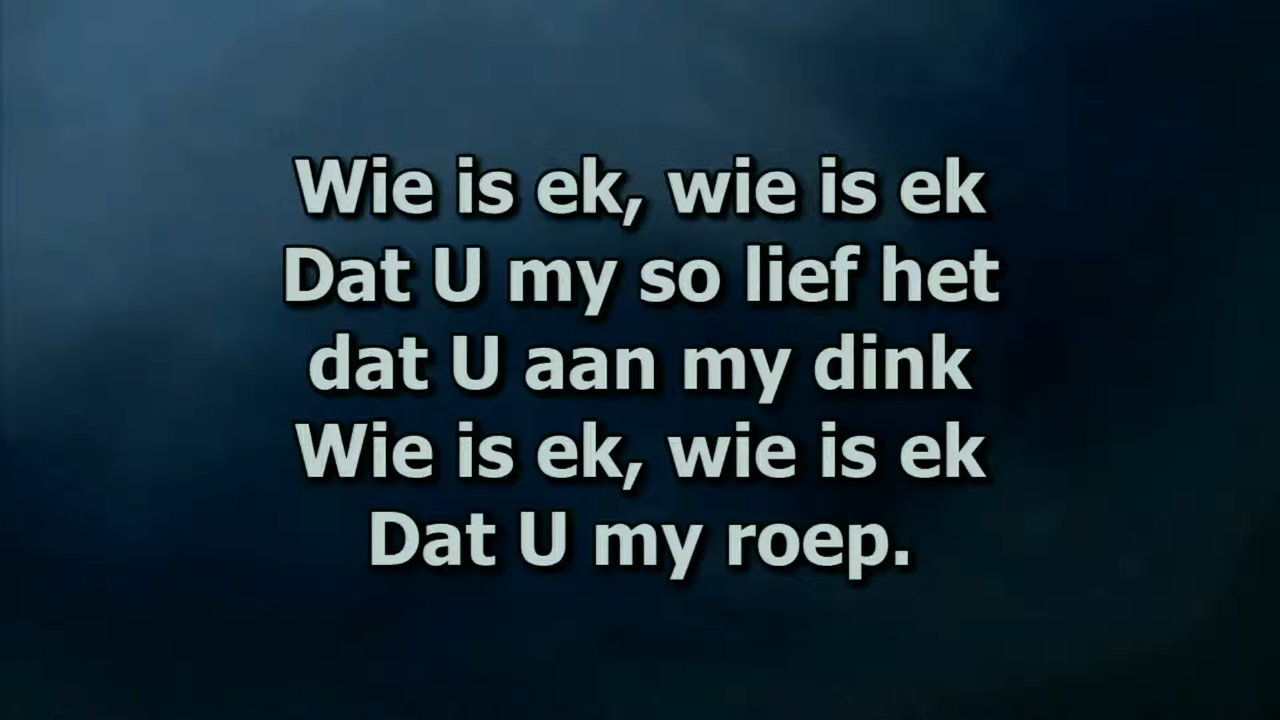 Wie is ek, wie is ek
Dat U my so lief het
dat U aan my dink
Wie is ek, wie is ek
Dat U my roep.